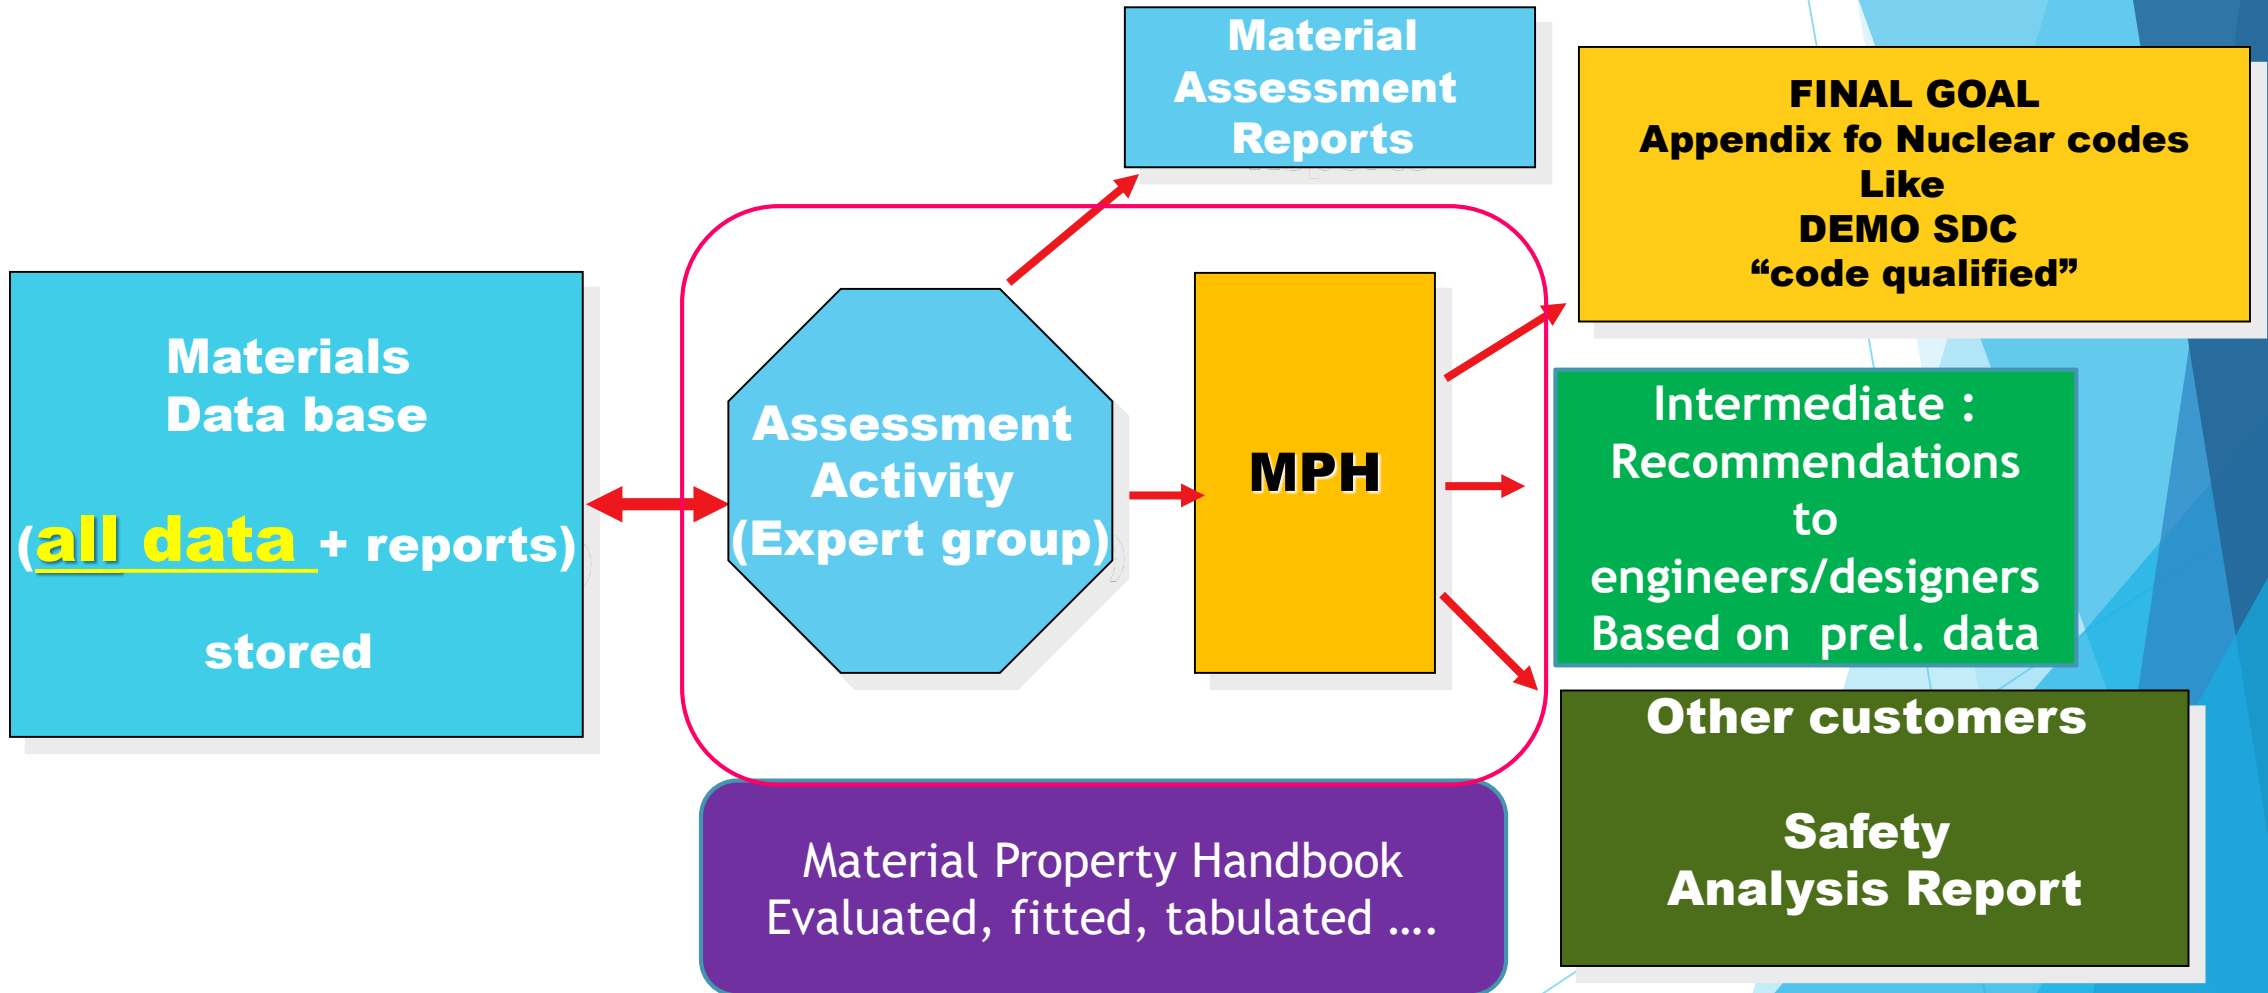 Material
Assessment
Reports
FINAL GOAL
Appendix fo Nuclear codes
Like
DEMO SDC
“code qualified”
Materials
Data base
(all data + reports)
stored
Assessment
Activity
(Expert group)
MPH
Intermediate :
Recommendations
to
engineers/designers
Based on prel. data
Other customers
Safety
Analysis Report
Material Property Handbook
Evaluated, fitted, tabulated ….